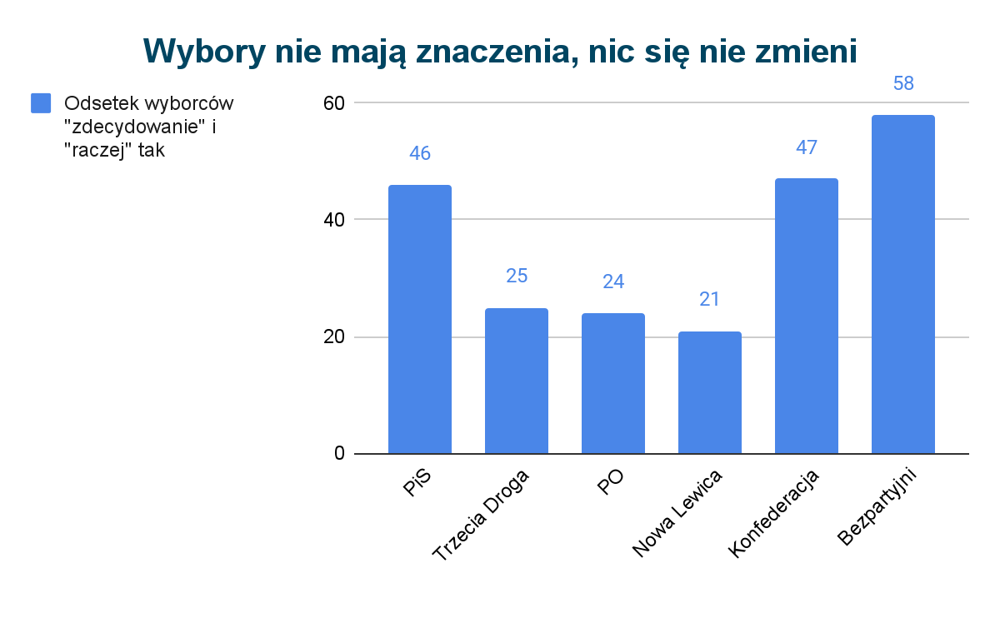 Wybory nie mają znaczenia, nic się nie zmieni
Odsetek wyborców
"zdecydowanie" i
"raczej" tak
60
40
20
0
46
25
24
21
47
58
PiS
Trzecia Droga
PO
Nowa Lewica
Konfederacja
Bezpartyjni